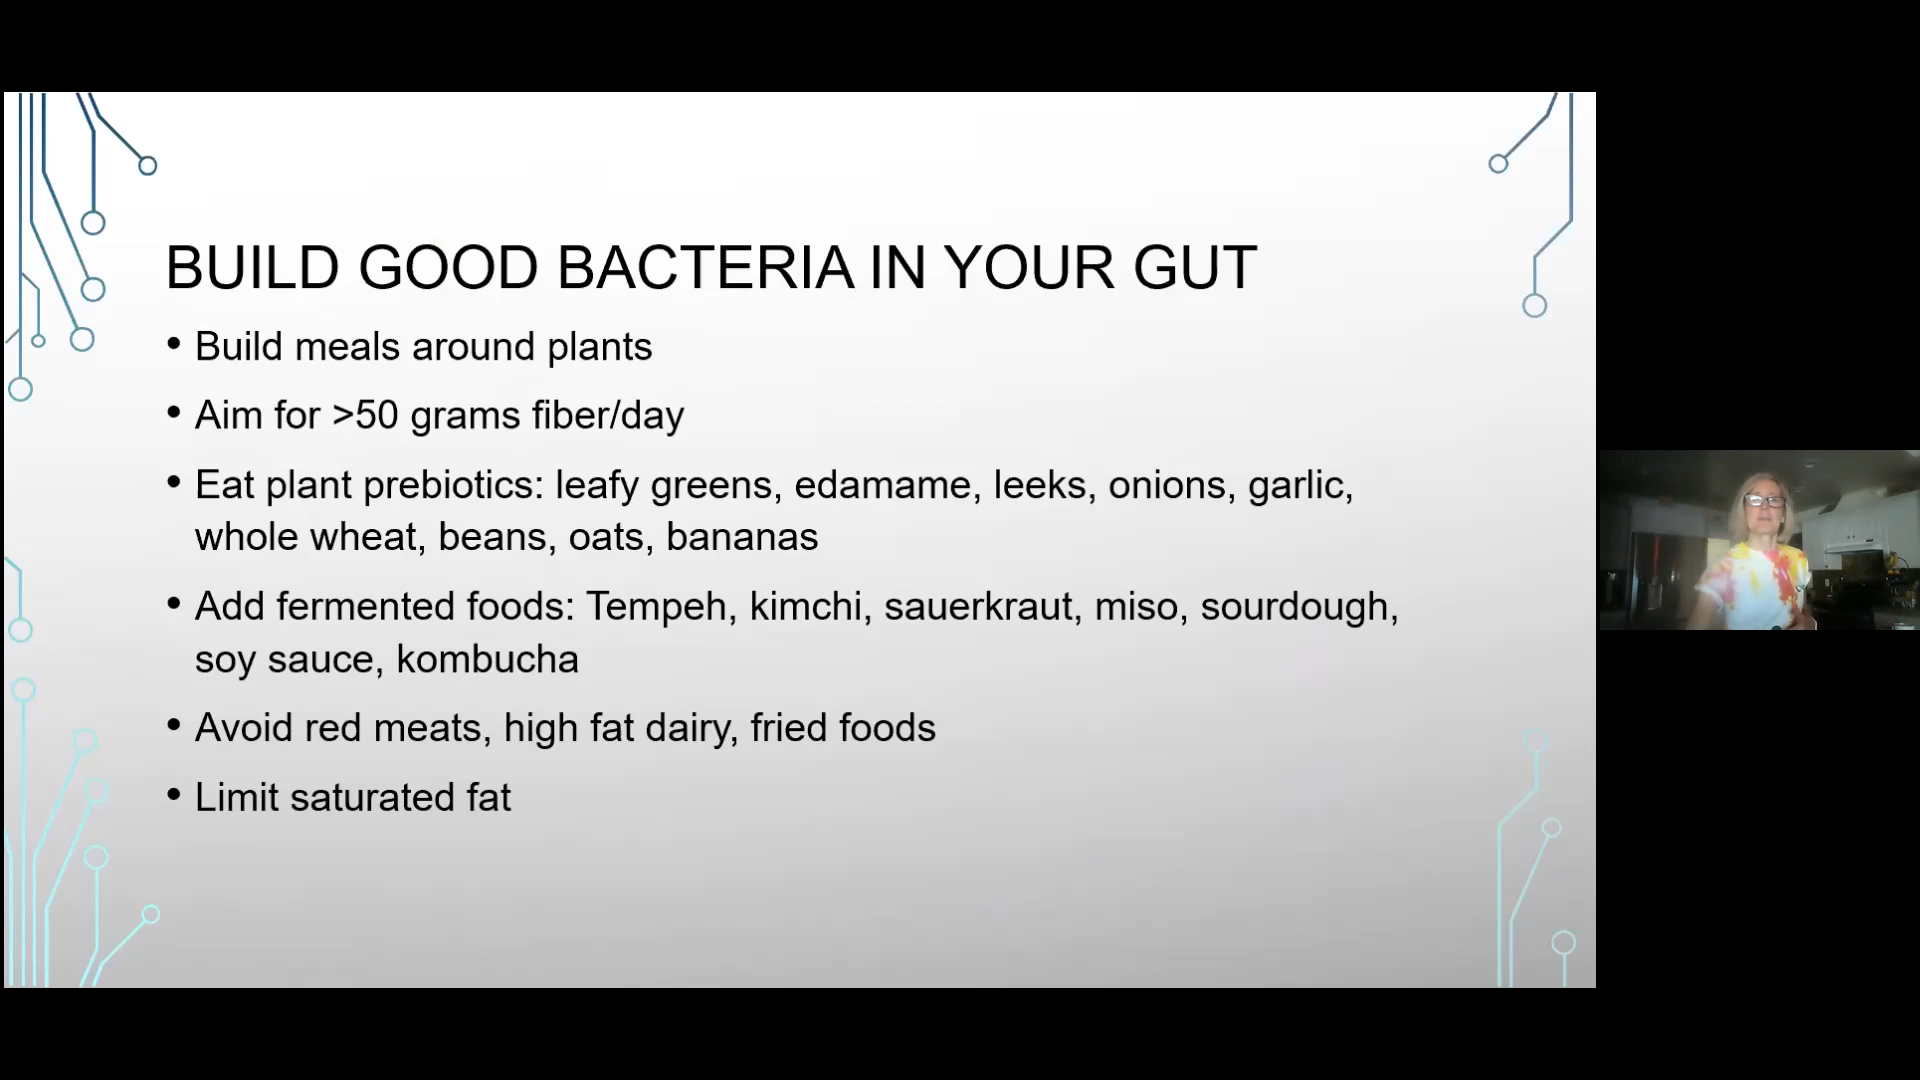 BUILD GOOD BACTERIA IN YOUR GUT
• Build meals around plants
• Aim for >50 grams fiber/day
• Eat plant prebiotics: leafy greens, edamame, leeks, onions, garlic,
whole wheat, beans, oats, bananas
• Add fermented foods: Tempeh, kimchi, sauerkraut, miso, sourdough,
soy sauce, kombucha
• Avoid red meats, high fat dairy, fried foods
• Limit saturated fat